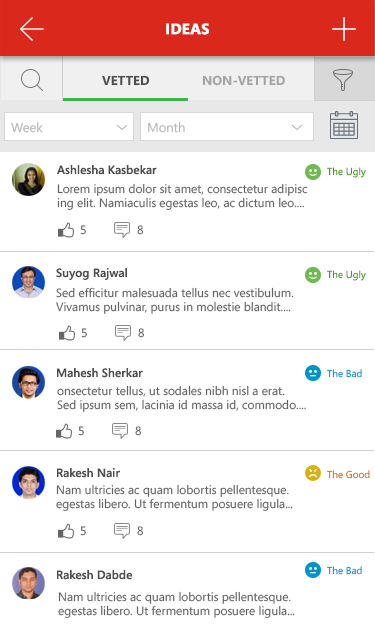 IDEAS
VETTED
NON-VETTED
Week
Month
Ashlesha Kasbekar
The Ugly
Lorem ipsum dolor sit amet, consectetur adipisc
ing elit. Namiaculis egestas leo, ac dictum leo....
5
8
Suyog Rajwal
The Ugly
Sed efficitur malesuada tellus nec vestibulum.
Vivamus pulvinar, purus in molestie blandit....
5
8
Mahesh Sherkar
The Bad
onsectetur tellus, ut sodales nibh nisl a erat.
Sed ipsum sem, lacinia id massa id, commodo....
5
8
Rakesh Nair
The Good
Nam ultricies ac quam lobortis pellentesque.
egestas libero. Ut fermentum posuere ligula...
5
8
Rakesh Dabde
The Bad
Nam ultricies ac quam lobortis pellentesque.
egestas libero. Ut fermentum posuere ligula...